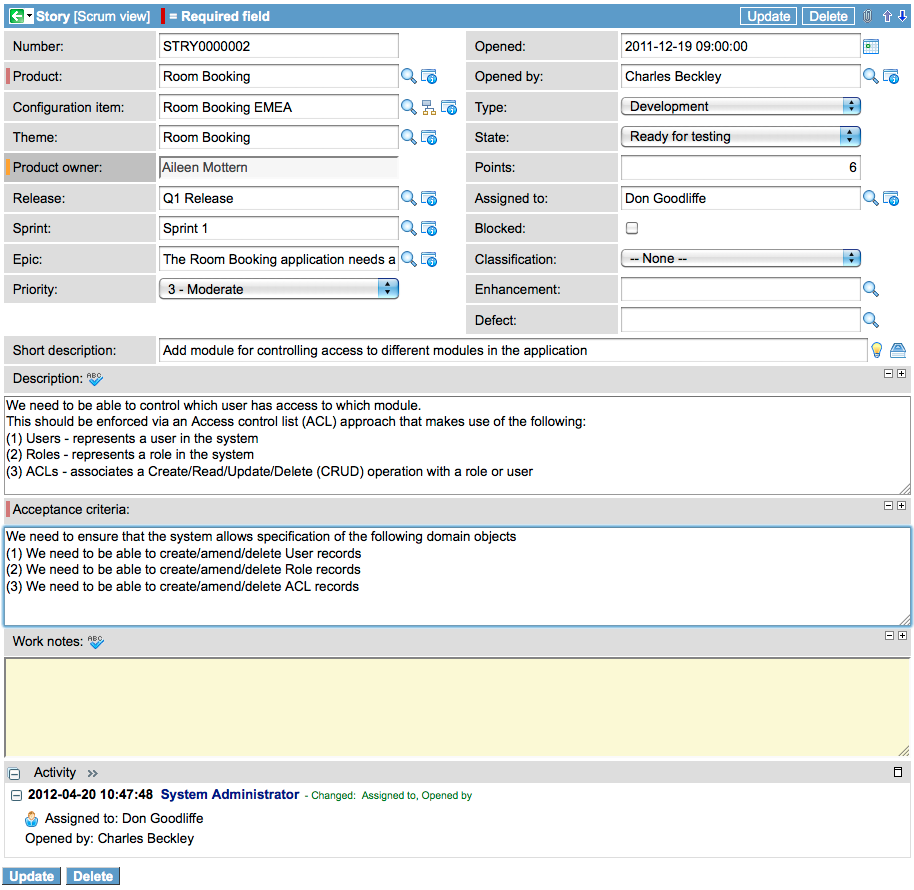 Story [Scrum view] = Required field Update Delete
Number: STRY0000002
Product: Room Booking
Configuration item: Room Booking EMEA
Theme: Room Booking
Product owner: Aileen Mottern
Release: Q1 Release
Sprint: Sprint 1
Epic: The Room Booking application needs a
Priority: 3 - Moderate
Opened: 2011-12-19 09:00:00
Opened by: Charles Beckley
Type: Development
State: Ready for testing
Points: 6
Assigned to: Don Goodliffe
Blocked:
Classification: -- None --
Enhancement:
Defect:
Short description: Add module for controlling access to different modules in the application
Description: ABC
We need to be able to control which user has access to which module.
This should be enforced via an Access control list (ACL) approach that makes use of the following:
(1) Users - represents a user in the system
(2) Roles - represents a role in the system
(3) ACLs - associates a Create/Read/Update/Delete (CRUD) operation with a role or user
Acceptance criteria:
We need to ensure that the system allows specification of the following domain objects
(1) We need to be able to create/amend/delete User records
(2) We need to be able to create/amend/delete Role records
(3) We need to be able to create/amend/delete ACL records
Work notes: ABC
Activity »
2012-04-20 10:47:48 System Administrator - Changed: Assigned to, Opened by
Assigned to: Don Goodliffe
Opened by: Charles Beckley
Update Delete